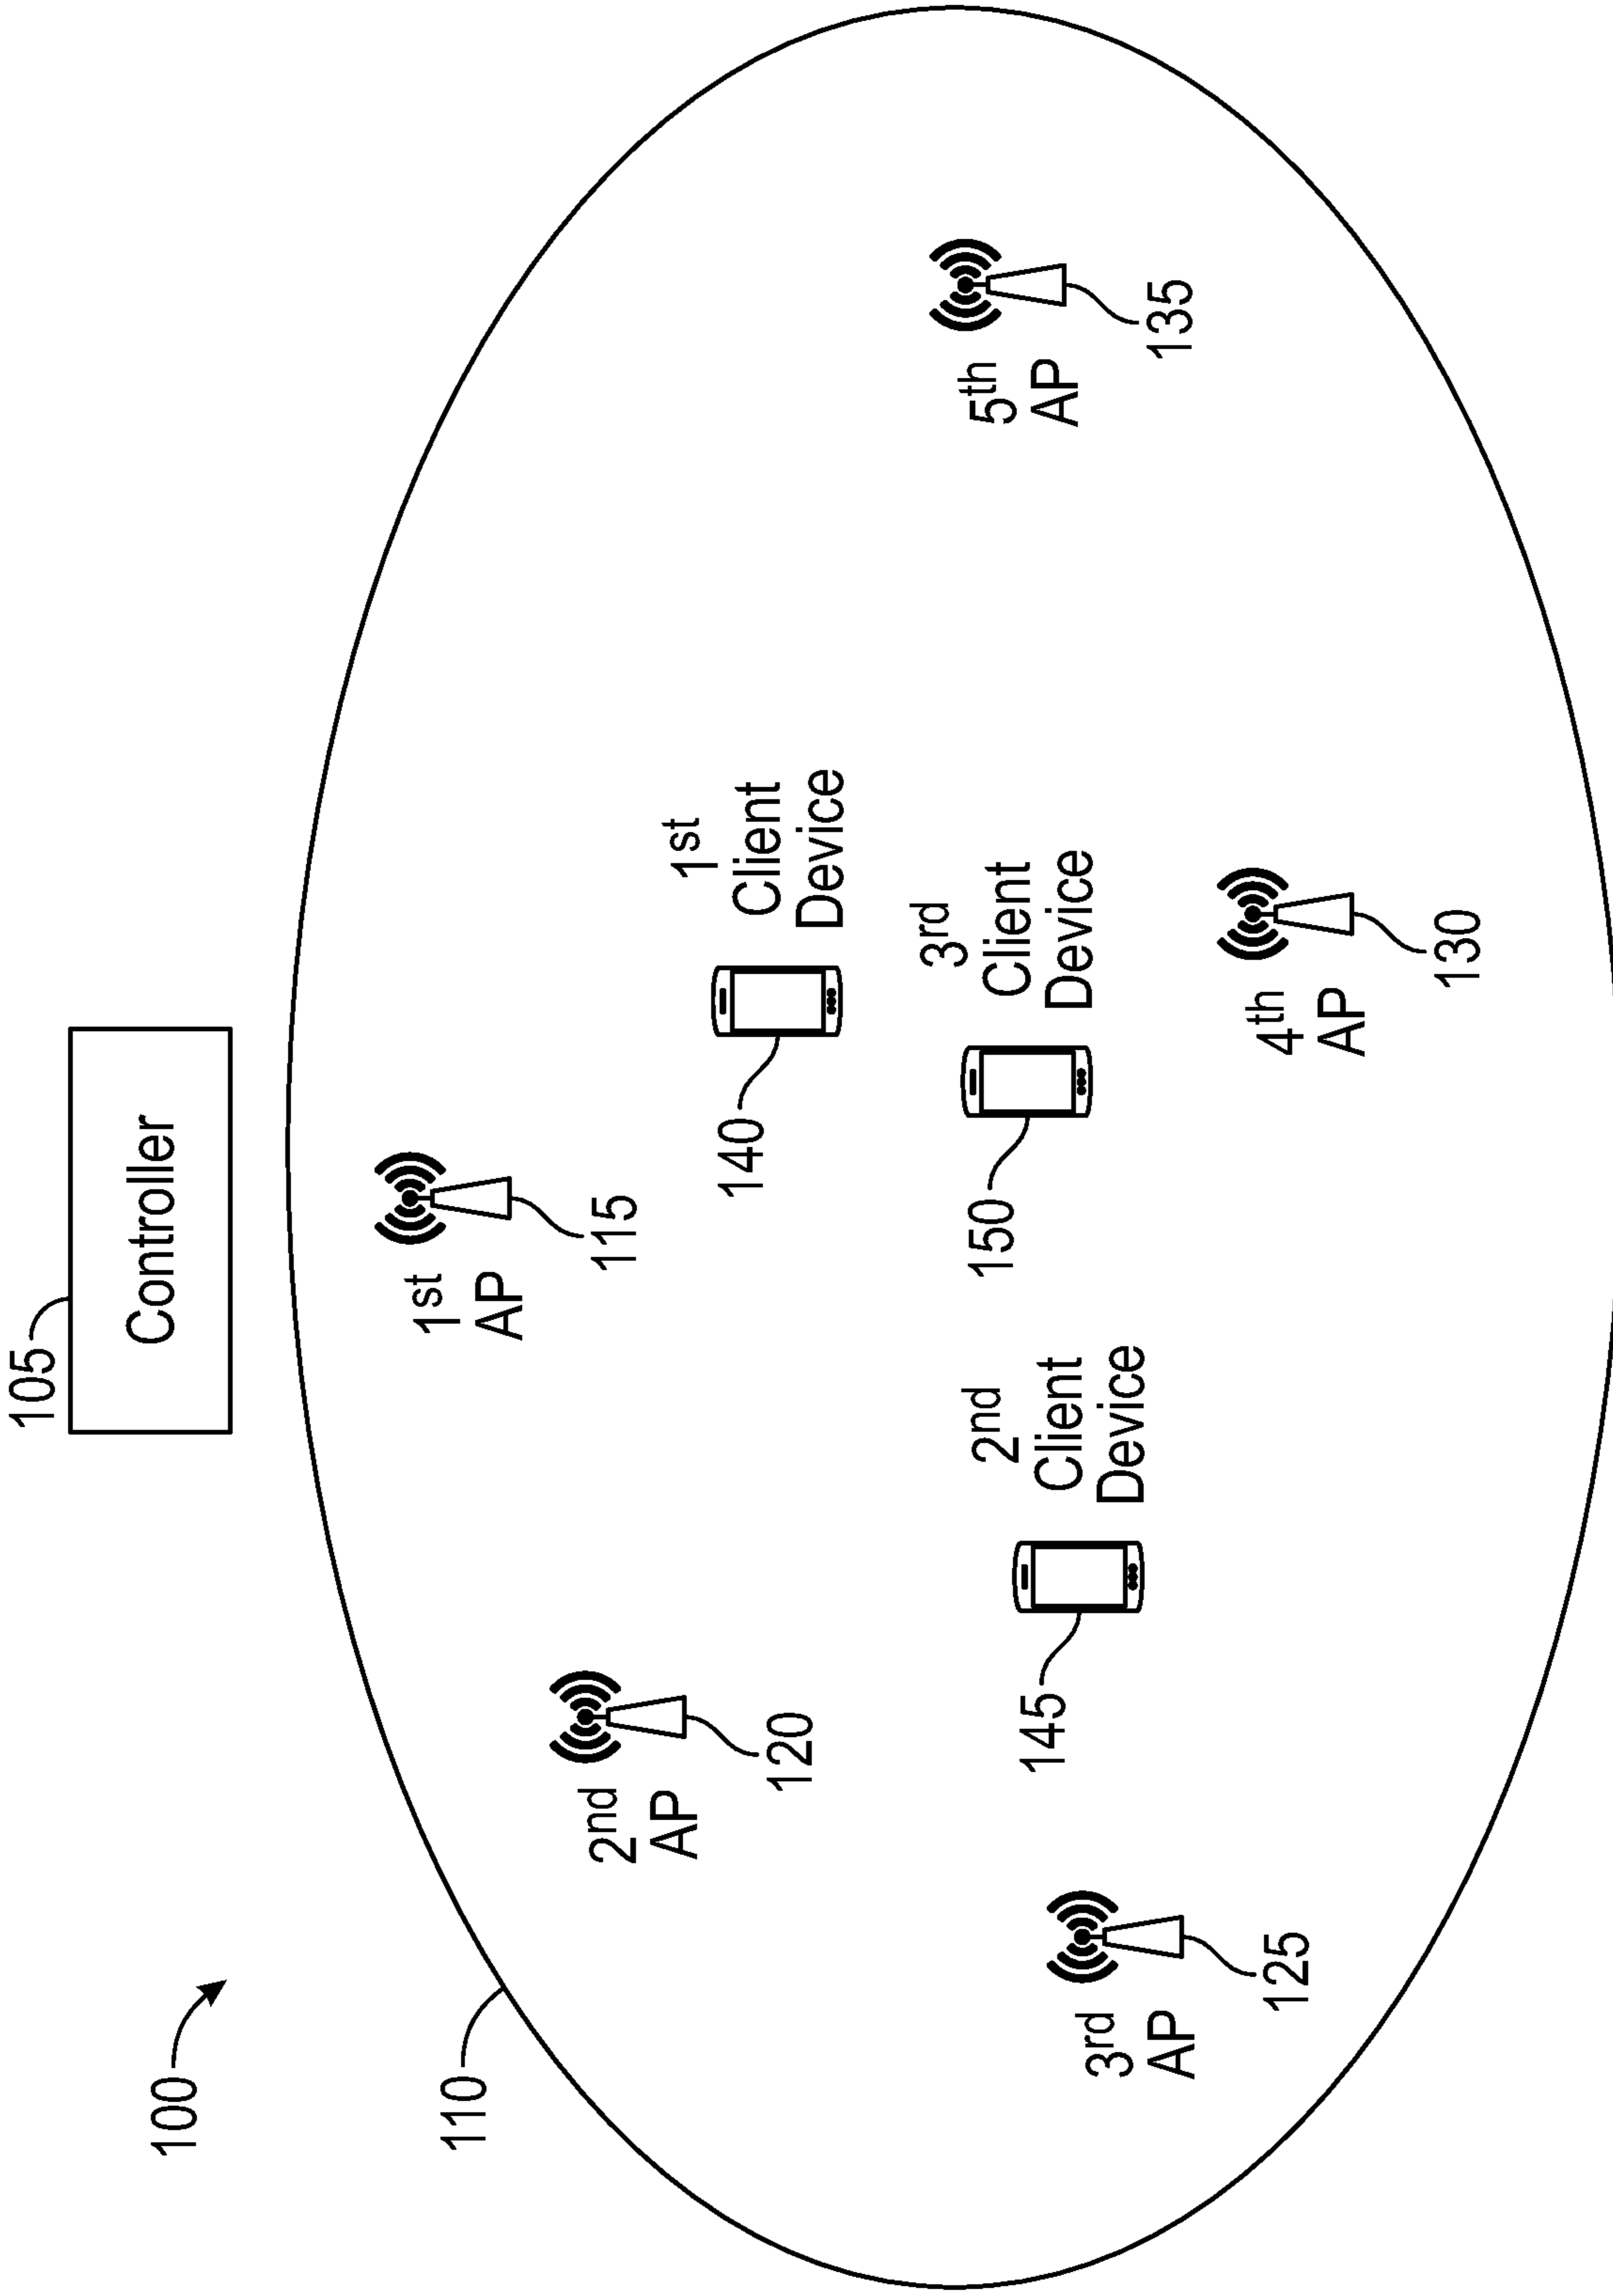 100
105
Controller
110
1st
AP
115
2nd
AP
120
1st
Client
Device
140
3rd
Client
Device
150
2nd
Client
Device
145
5th
AP
135
3rd
AP
125
4th
AP
130